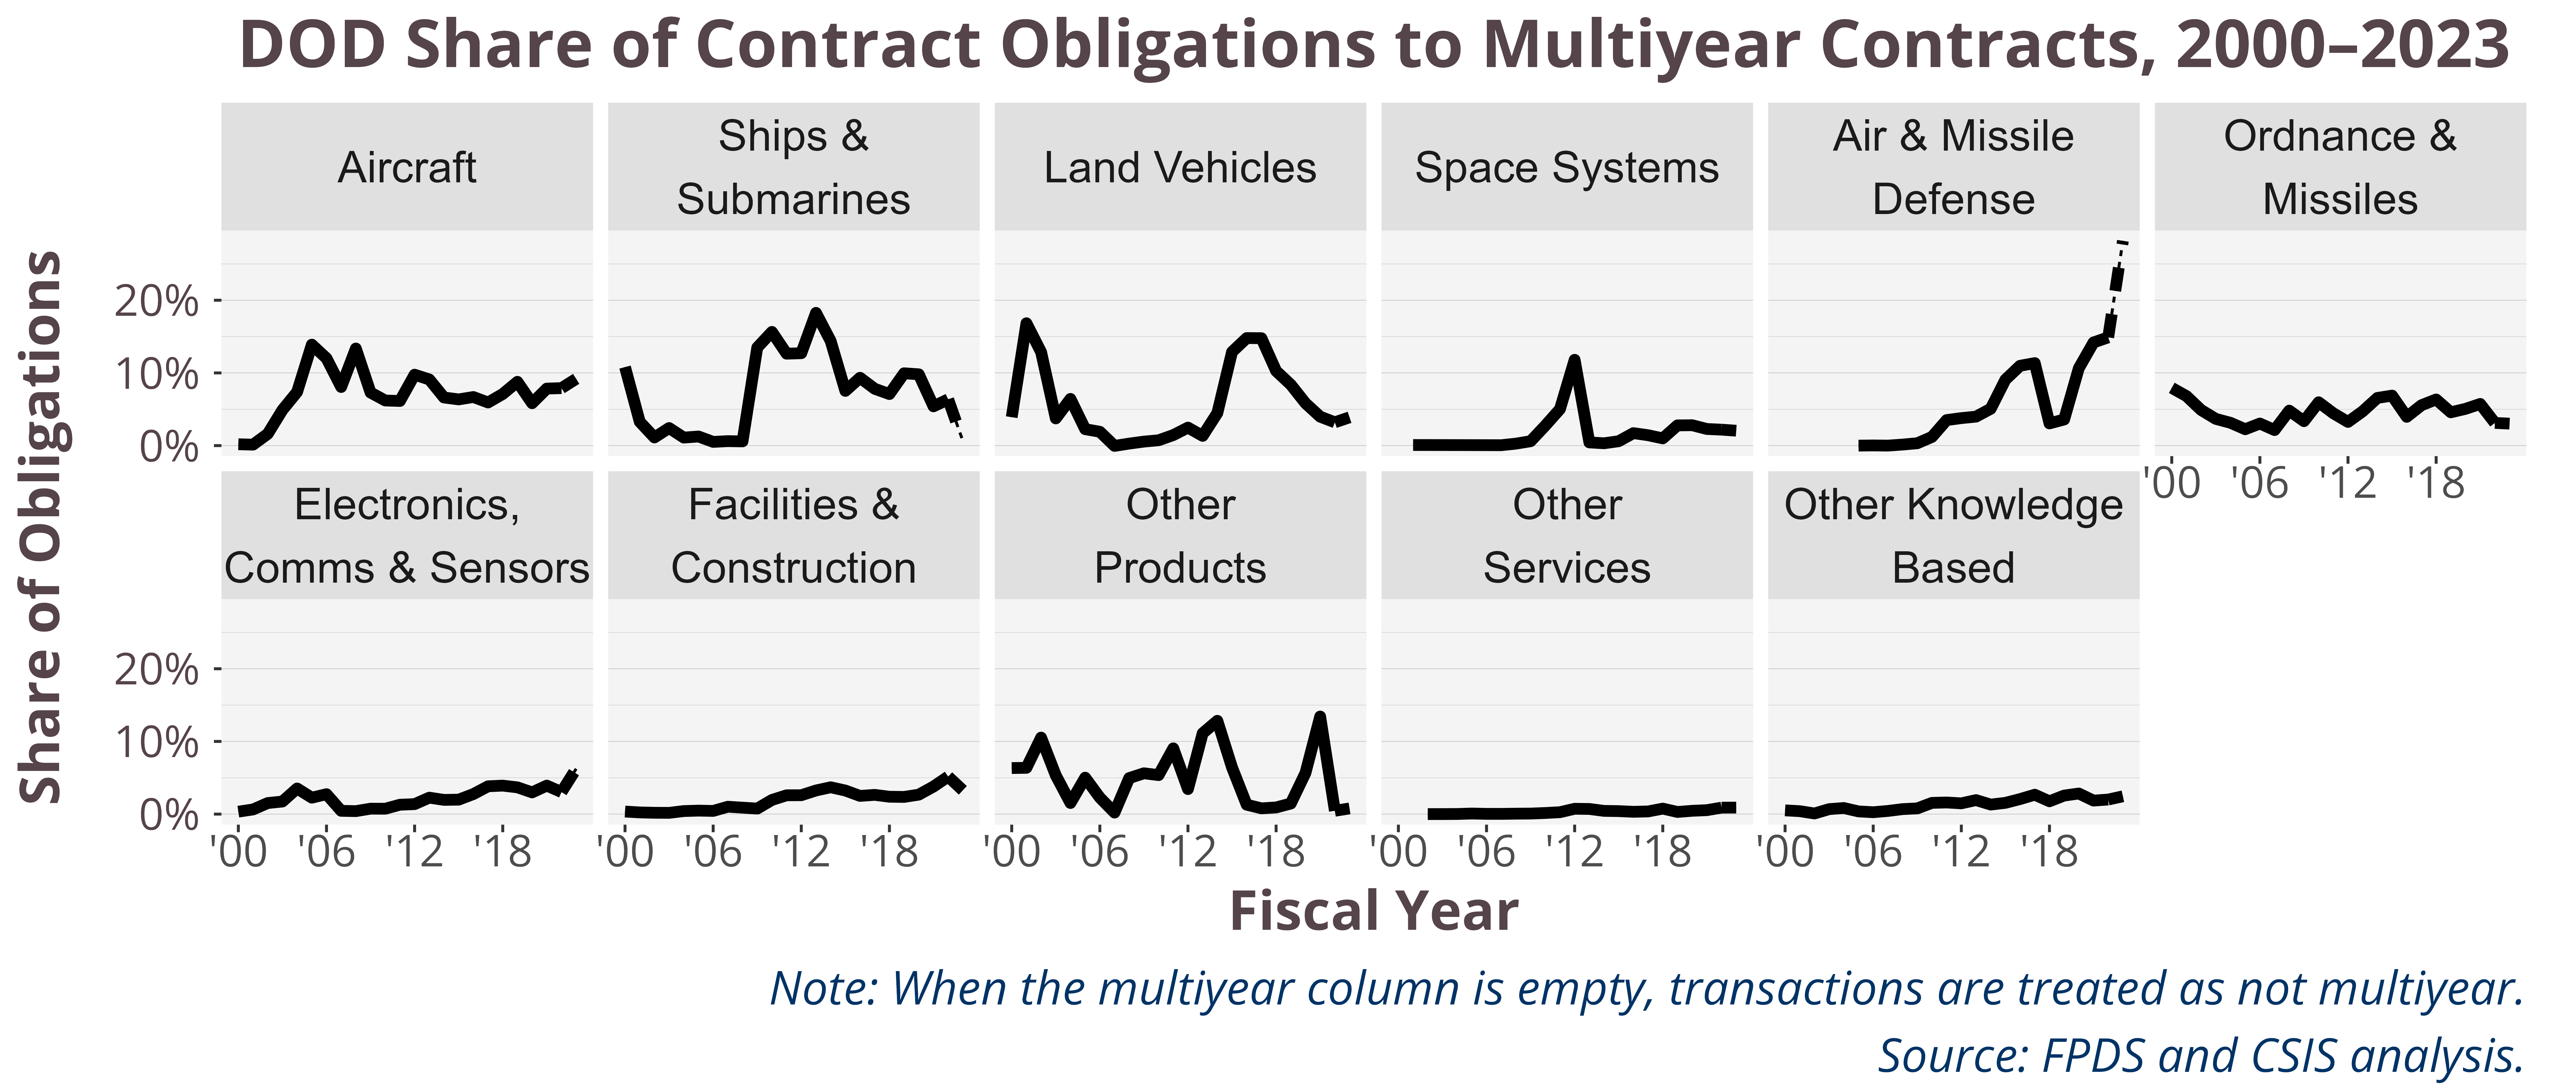 DOD Share of Contract Obligations to Multiyear Contracts, 2000–2023
Share of Obligations
Aircraft
Ships &
Submarines
Land Vehicles
Space Systems
Air & Missile
Defense
Ordnance &
Missiles
20%
10%
0%
'00 '06 '12 '18
Electronics,
Comms & Sensors
Facilities &
Construction
Other
Products
Other
Services
Other Knowledge
Based
20%
10%
0%
'00 '06 '12 '18
'00 '06 '12 '18
'00 '06 '12 '18
'00 '06 '12 '18
'00 '06 '12 '18
Fiscal Year
Note: When the multiyear column is empty, transactions are treated as not multiyear.
Source: FPDS and CSIS analysis.